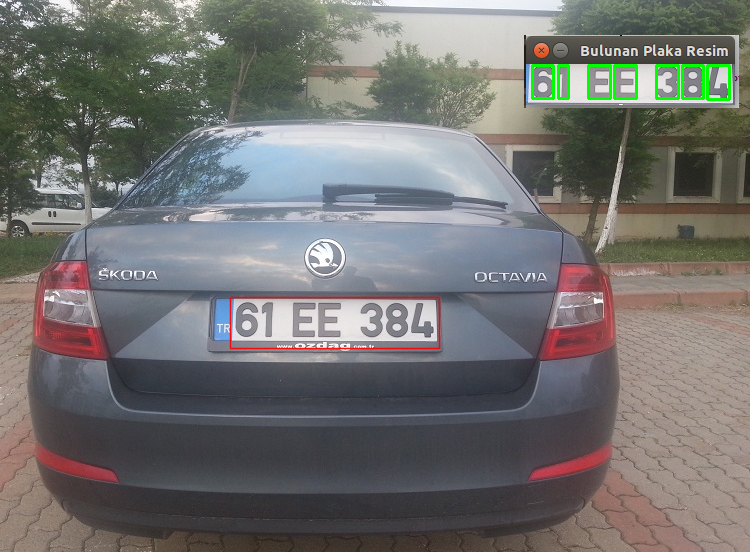 Bulunan Plaka Resim
61 EE 384
ŠKODA
OCTAVIA
TR
61 EE 384
www.ozdag.com.tr